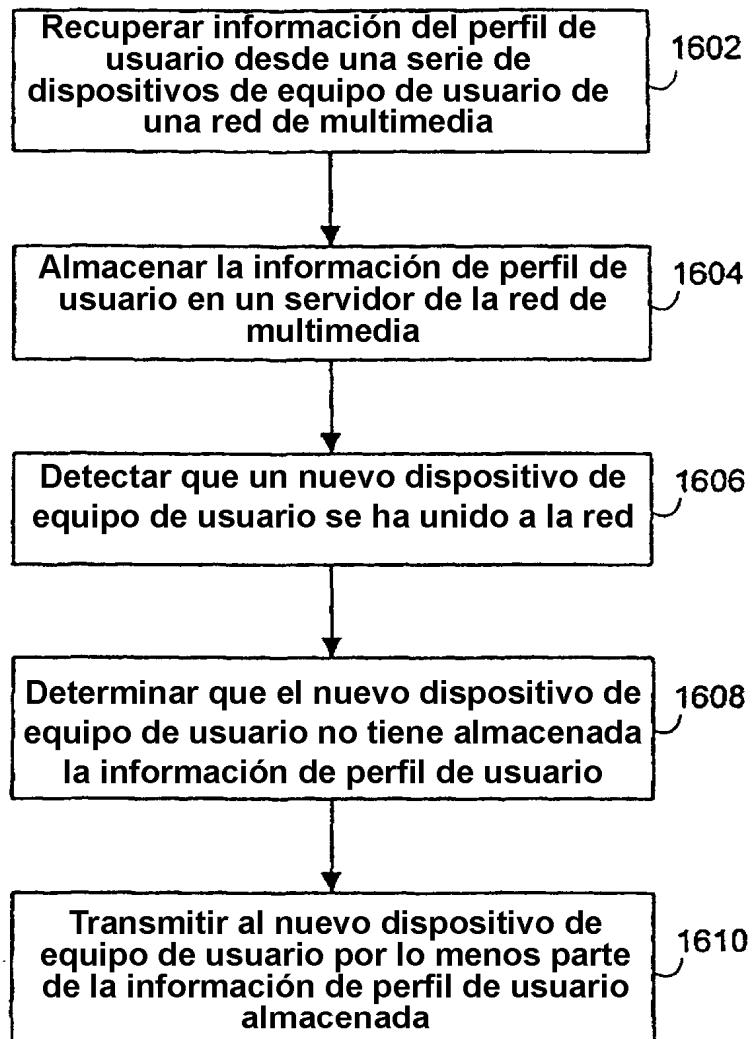 Recuperar información del perfil de
usuario desde una serie de
dispositivos de equipo de usuario de
una red de multimedia
1602
Almacenar la información de perfil de
usuario en un servidor de la red de
multimedia
1604
Detectar que un nuevo dispositivo de
equipo de usuario se ha unido a la red
1606
Determinar que el nuevo dispositivo de
equipo de usuario no tiene almacenada
la información de perfil de usuario
1608
Transmitir al nuevo dispositivo de
equipo de usuario por lo menos parte
de la información de perfil de usuario
almacenada
1610